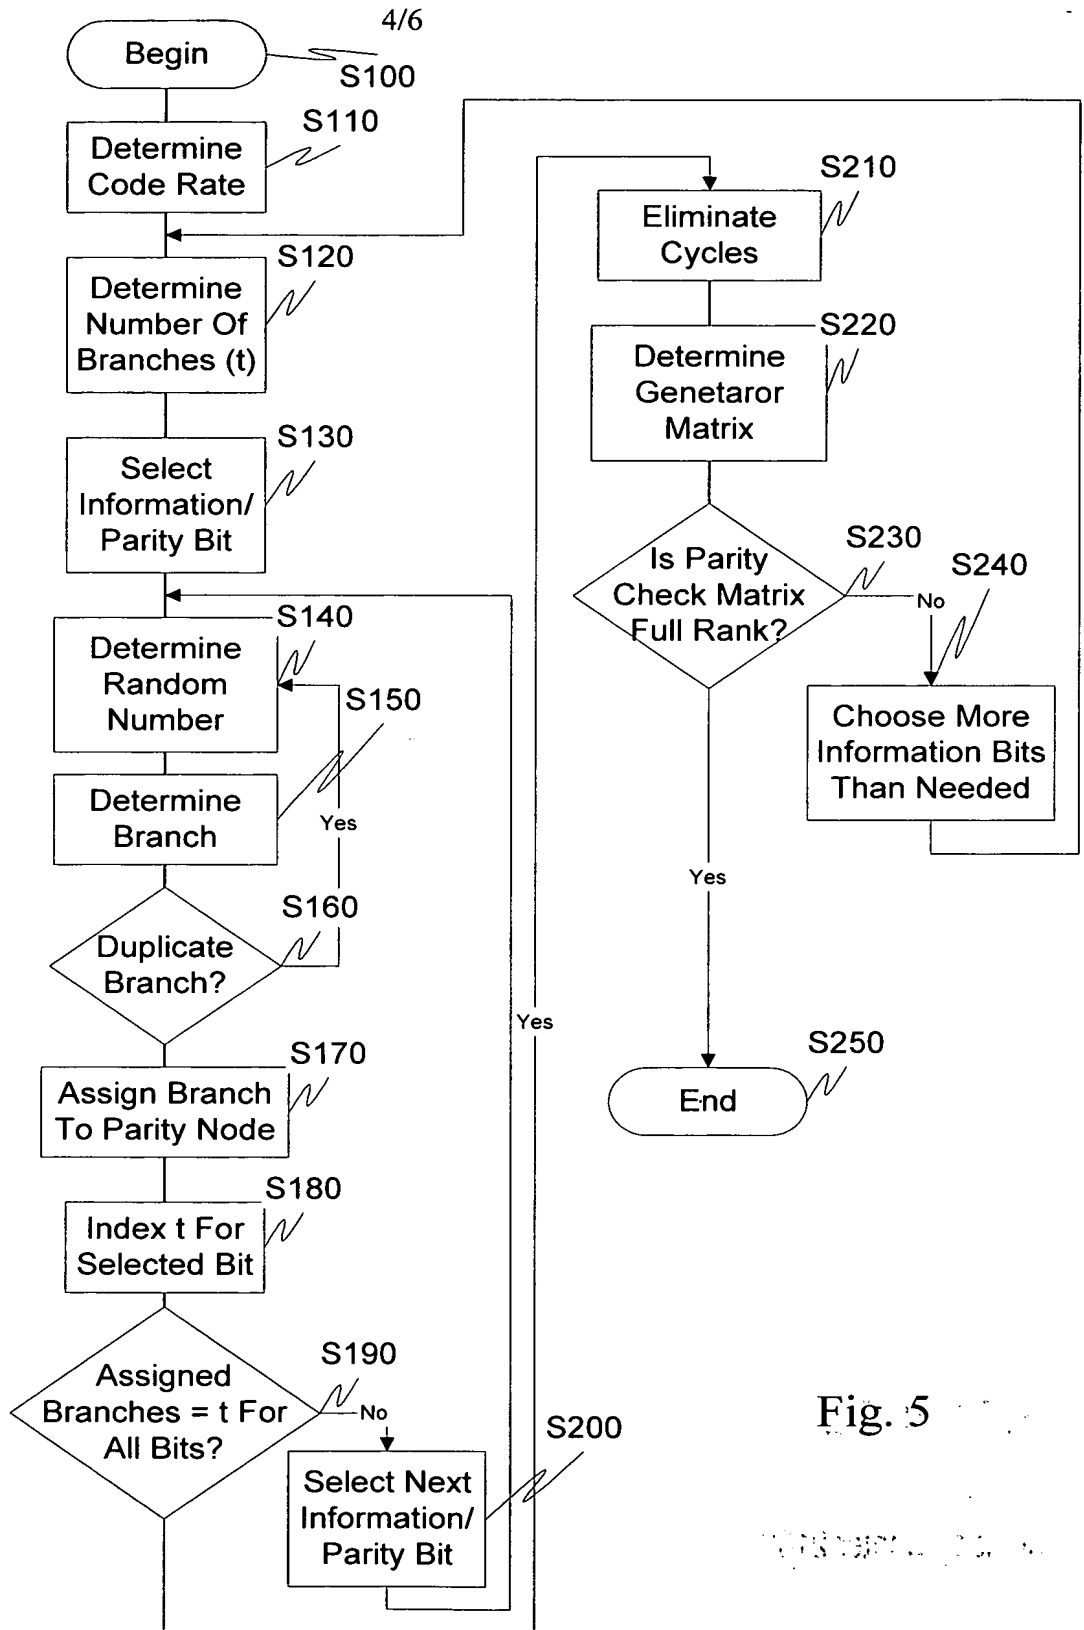 4/6
Begin
S100
S110
Determine
Code Rate
S120
Determine
Number Of
Branches (t)
S130
Select
Information/
Parity Bit
S140
Determine
Random
Number
S150
Determine
Branch
Yes
S160
Duplicate
Branch?
S170
Assign Branch
To Parity Node
S180
Index t For
Selected Bit
S190
Assigned
Branches = t For
All Bits?
No
S200
Select Next
Information/
Parity Bit
Yes
S210
Eliminate
Cycles
S220
Determine
Genetaror
Matrix
S230
Is Parity
Check Matrix
Full Rank?
No
S240
Choose More
Information Bits
Than Needed
Yes
S250
End
Fig. 5